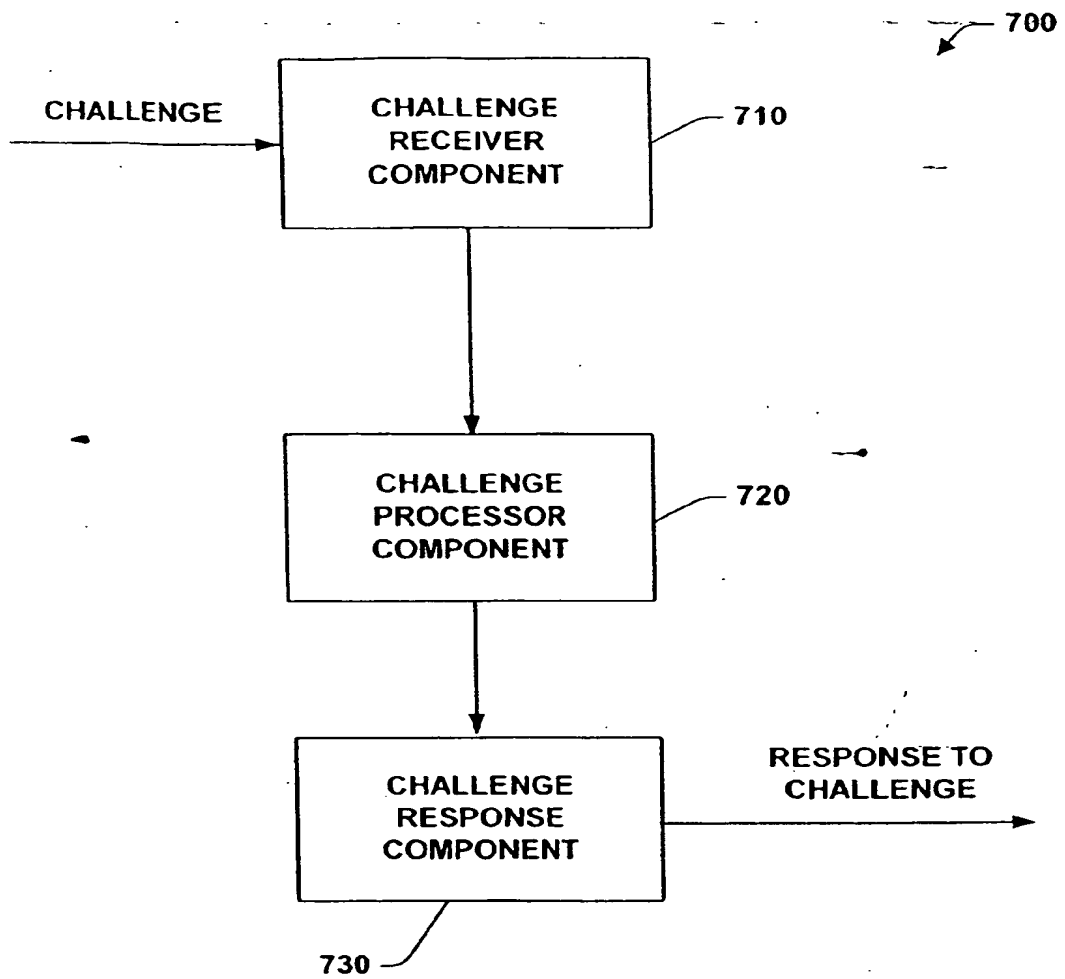 700
CHALLENGE
CHALLENGE
RECEIVER
COMPONENT
710
CHALLENGE
PROCESSOR
COMPONENT
720
CHALLENGE
RESPONSE
COMPONENT
RESPONSE TO
CHALLENGE
730